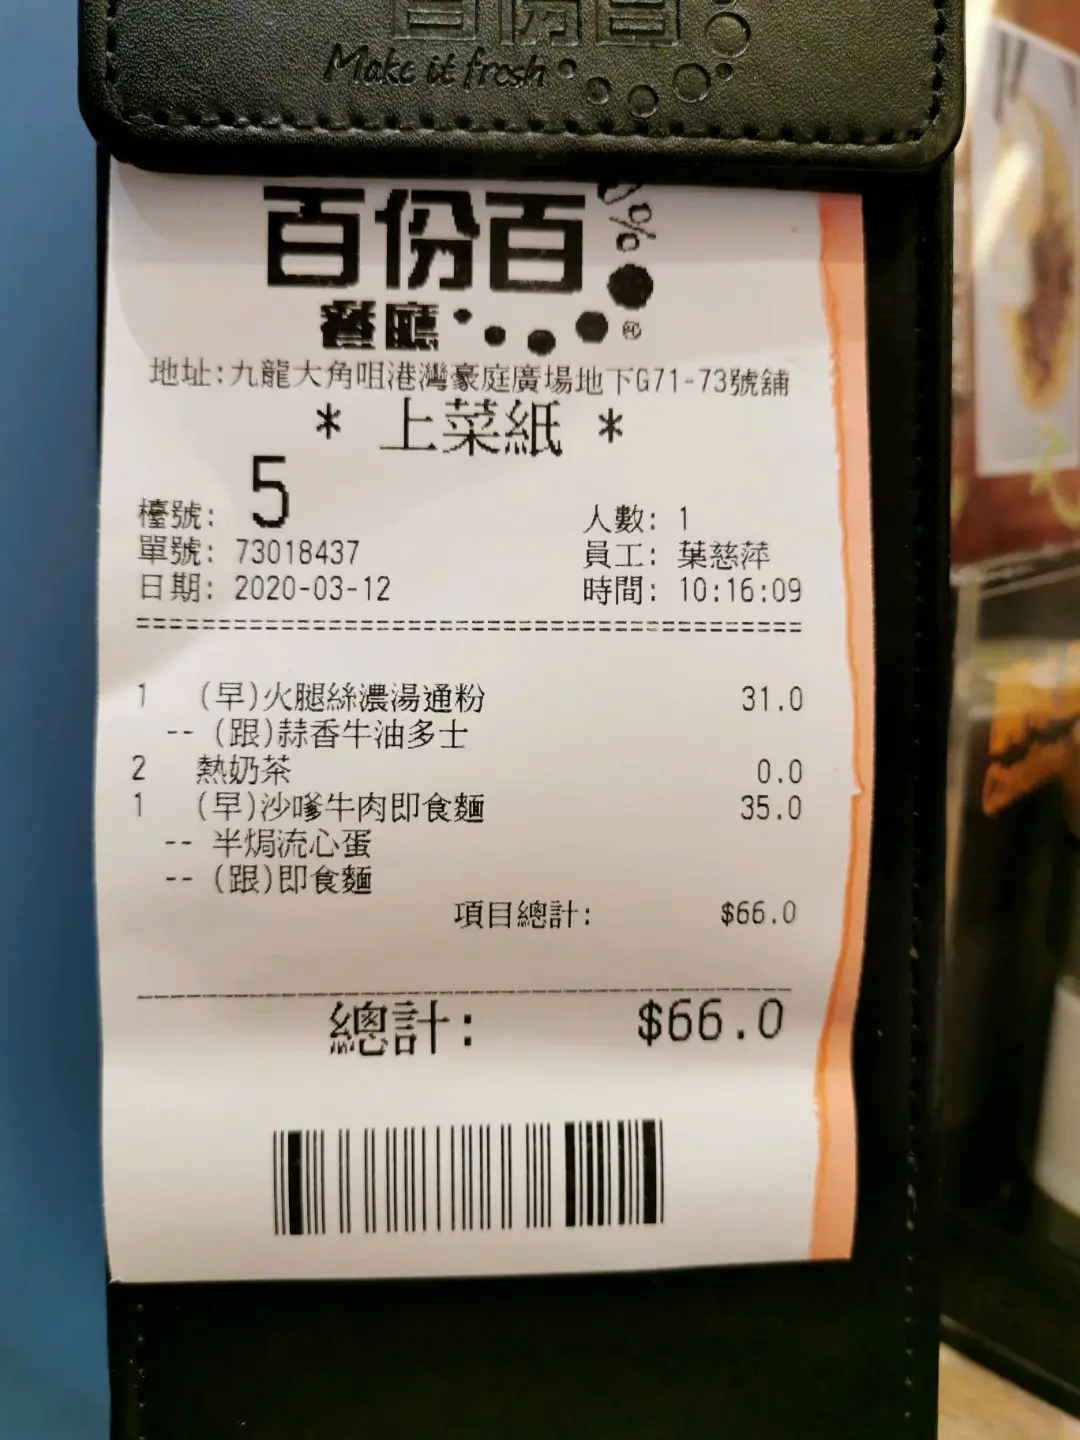 百份百
Make it fresh
百份百 %
餐廳
地址:九龍大角咀港灣豪庭廣場地下G71-73號舖
* 上菜紙 *
檯號: 5 人數: 1
單號: 73018437 員工: 葉慈萍
日期: 2020-03-12 時間: 10:16:09
1 (早)火腿絲濃湯通粉 31.0
-- (跟)蒜香牛油多士
2 熱奶茶 0.0
1 (早)沙嗲牛肉即食麵 35.0
-- 半焗流心蛋
-- (跟)即食麵
項目總計: $66.0
總計: $66.0